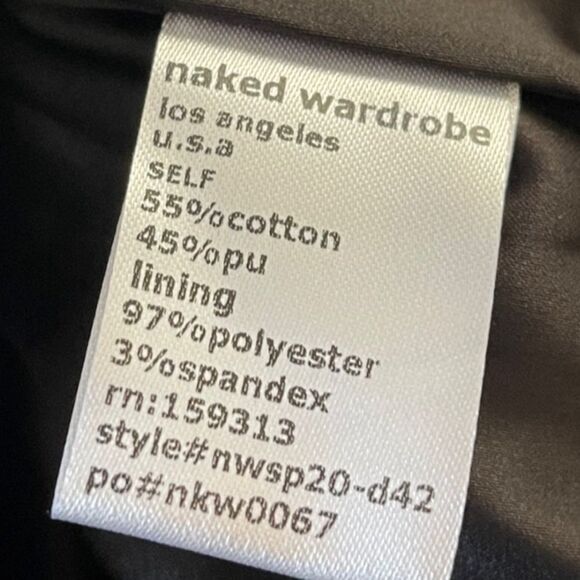 naked wardrobe
los angeles
u.s.a
SELF
55%cotton
45%pu
lining
97%polyester
3%spandex
rn:159313
style#nwsp20-d42
po#nkw0067